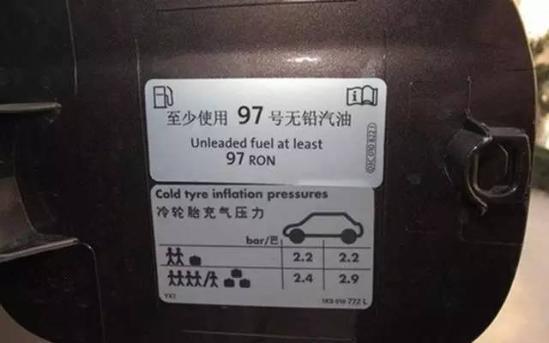 至少使用 97 号无铅汽油
Unleaded fuel at least
97 RON
Cold tyre inflation pressures
冷轮胎充气压力
bar/巴
2.2 2.2
2.4 2.9